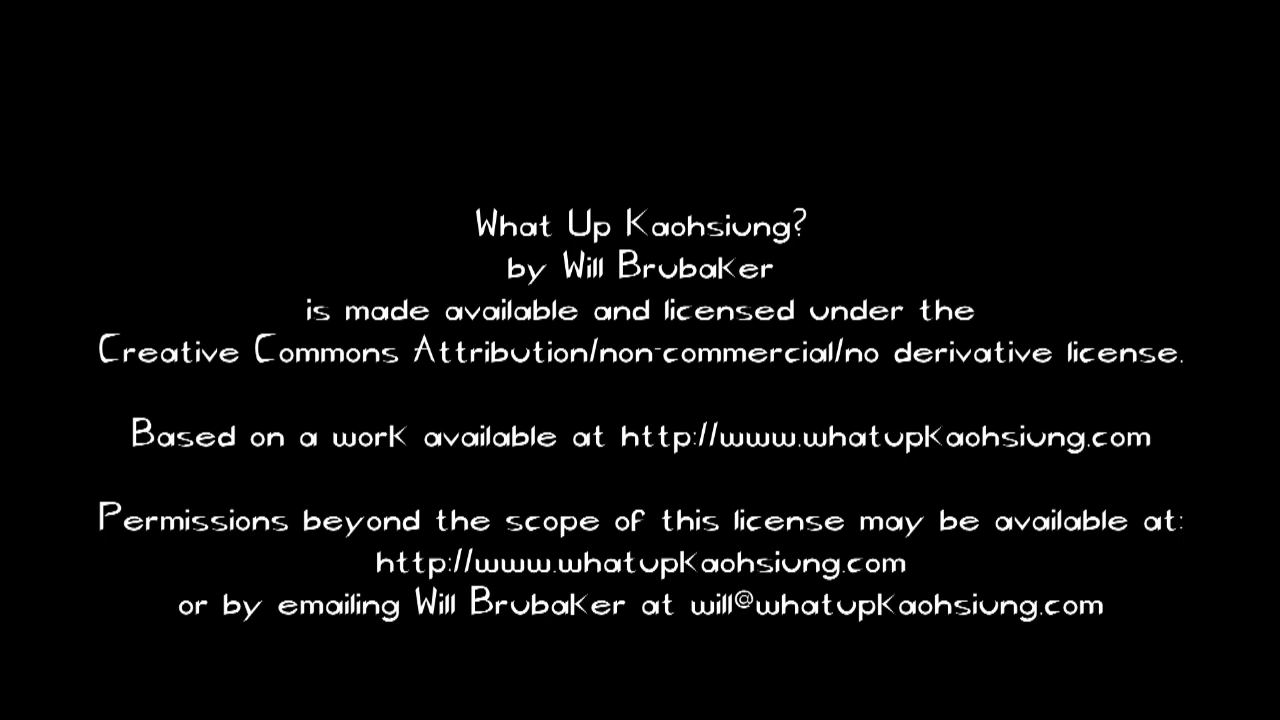 What Up Kaohsiung?
by Will Brubaker
is made available and licensed under the
Creative Commons Attribution/non-commercial/no derivative license.
Based on a work available at http://www.whatupkaohsiung.com
Permissions beyond the scope of this license may be available at:
http://www.whatupkaohsiung.com
or by emailing Will Brubaker at will@whatupkaohsiung.com